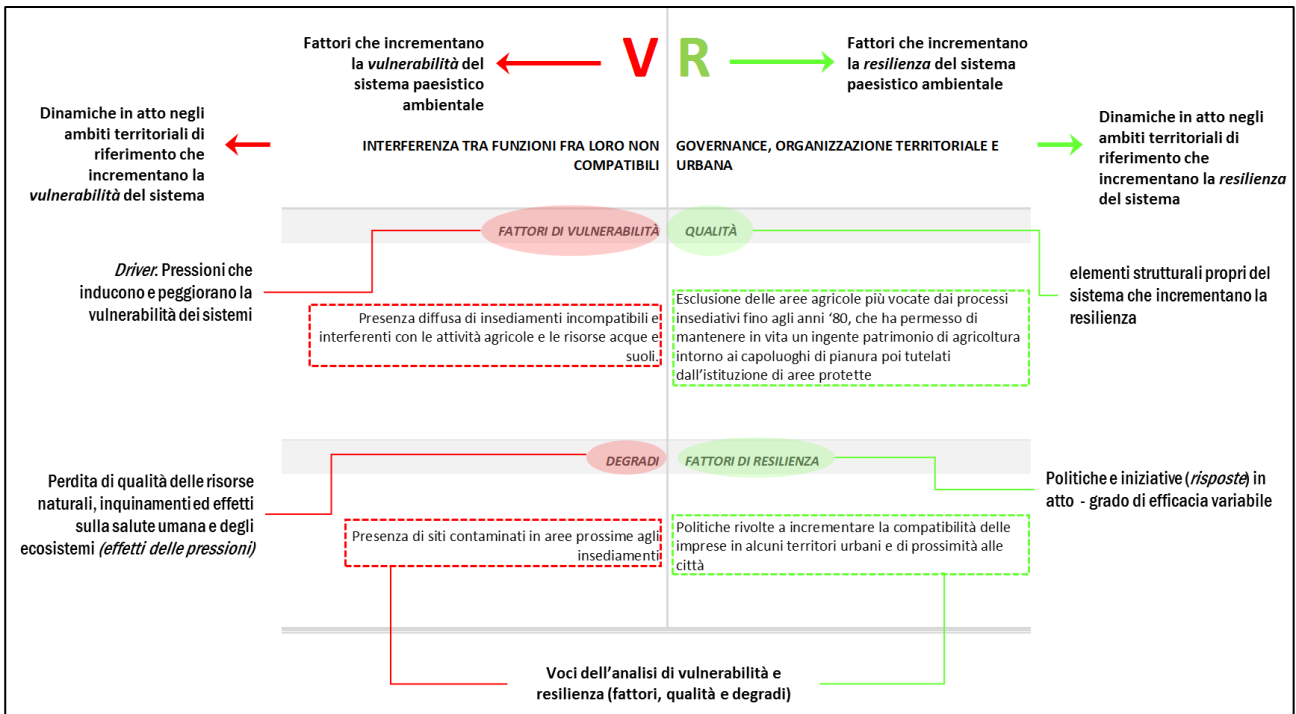 Fattori che incrementano
la vulnerabilità del
sistema paesistico
ambientale
V R
Fattori che incrementano
la resilienza del sistema
paesistico ambientale
Dinamiche in atto negli
ambiti territoriali di
riferimento che
incrementano la
vulnerabilità del sistema
INTERFERENZA TRA FUNZIONI FRA LORO NON
COMPATIBILI
GOVERNANCE, ORGANIZZAZIONE TERRITORIALE E
URBANA
Dinamiche in atto negli
ambiti territoriali di
riferimento che
incrementano la resilienza
del sistema
FATTORI DI VULNERABILITÀ
QUALITÀ
Driver. Pressioni che
inducono e peggiorano la
vulnerabilità dei sistemi
Presenza diffusa di insediamenti incompatibili e
interferenti con le attività agricole e le risorse acque e
suoli.
Esclusione delle aree agricole più vocate dai processi
insediativi fino agli anni ‘80, che ha permesso di
mantenere in vita un ingente patrimonio di agricoltura
intorno ai capoluoghi di pianura poi tutelati
dall’istituzione di aree protette
elementi strutturali propri del
sistema che incrementano la
resilienza
DEGRADI
FATTORI DI RESILIENZA
Perdita di qualità delle risorse
naturali, inquinamenti ed effetti
sulla salute umana e degli
ecosistemi (effetti delle pressioni)
Presenza di siti contaminati in aree prossime agli
insediamenti
Politiche rivolte a incrementare la compatibilità delle
imprese in alcuni territori urbani e di prossimità alle
città
Politiche e iniziative (risposte) in
atto - grado di efficacia variabile
Voci dell’analisi di vulnerabilità e
resilienza (fattori, qualità e degradi)